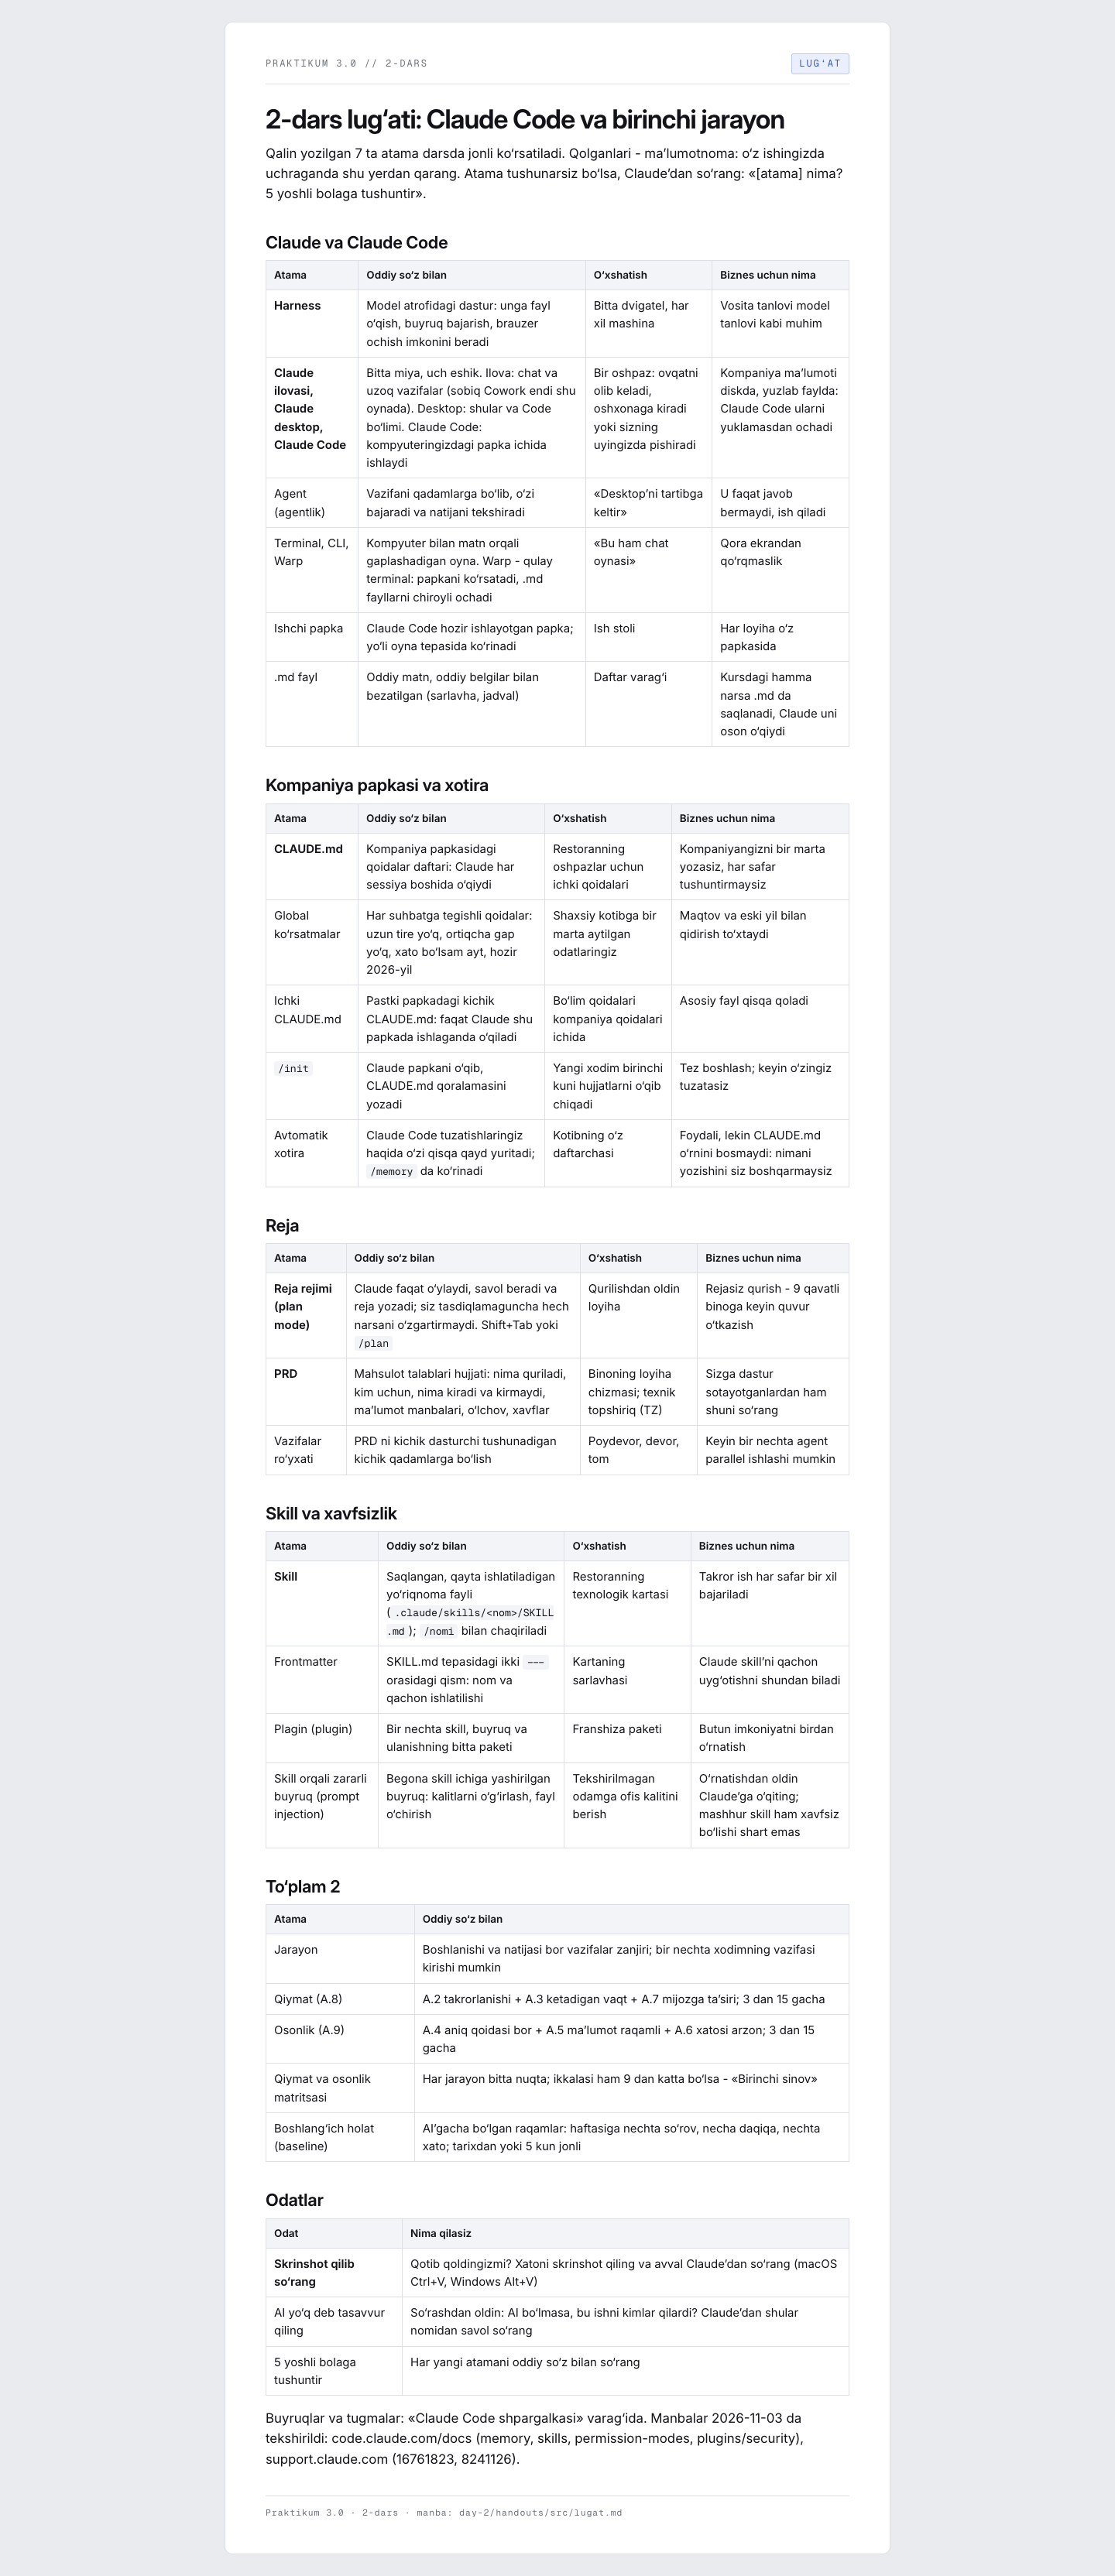 PRAKTIKUM 3.0 // 2-DARS
LUG‘AT
2-dars lug‘ati: Claude Code va birinchi jarayon
Qalin yozilgan 7 ta atama darsda jonli ko‘rsatiladi. Qolganlari - ma’lumotnoma: o‘z ishingizda
uchraganda shu yerdan qarang. Atama tushunarsiz bo‘lsa, Claude’dan so‘rang: «[atama] nima?
5 yoshli bolaga tushuntir».
Claude va Claude Code
Atama
Oddiy so‘z bilan
O‘xshatish
Biznes uchun nima
Harness
Model atrofidagi dastur: unga fayl
o‘qish, buyruq bajarish, brauzer
ochish imkonini beradi
Bitta dvigatel, har
xil mashina
Vosita tanlovi model
tanlovi kabi muhim
Claude
ilovasi,
Claude
desktop,
Claude Code
Bitta miya, uch eshik. Ilova: chat va
uzoq vazifalar (sobiq Cowork endi shu
oynada). Desktop: shular va Code
bo‘limi. Claude Code:
kompyuteringizdagi papka ichida
ishlaydi
Bir oshpaz: ovqatni
olib keladi,
oshxonaga kiradi
yoki sizning
uyingizda pishiradi
Kompaniya ma’lumoti
diskda, yuzlab faylda:
Claude Code ularni
yuklamasdan ochadi
Agent
(agentlik)
Vazifani qadamlarga bo‘lib, o‘zi
bajaradi va natijani tekshiradi
«Desktop’ni tartibga
keltir»
U faqat javob
bermaydi, ish qiladi
Terminal, CLI,
Warp
Kompyuter bilan matn orqali
gaplashadigan oyna. Warp - qulay
terminal: papkani ko‘rsatadi, .md
fayllarni chiroyli ochadi
«Bu ham chat
oynasi»
Qora ekrandan
qo‘rqmaslik
Ishchi papka
Claude Code hozir ishlayotgan papka;
yo‘li oyna tepasida ko‘rinadi
Ish stoli
Har loyiha o‘z
papkasida
.md fayl
Oddiy matn, oddiy belgilar bilan
bezatilgan (sarlavha, jadval)
Daftar varag‘i
Kursdagi hamma
narsa .md da
saqlanadi, Claude uni
oson o‘qiydi
Kompaniya papkasi va xotira
Atama
Oddiy so‘z bilan
O‘xshatish
Biznes uchun nima
CLAUDE.md
Kompaniya papkasidagi
qoidalar daftari: Claude har
sessiya boshida o‘qiydi
Restoranning
oshpazlar uchun
ichki qoidalari
Kompaniyangizni bir marta
yozasiz, har safar
tushuntirmaysiz
Global
ko‘rsatmalar
Har suhbatga tegishli qoidalar:
uzun tire yo‘q, ortiqcha gap
yo‘q, xato bo‘lsam ayt, hozir
2026-yil
Shaxsiy kotibga bir
marta aytilgan
odatlaringiz
Maqtov va eski yil bilan
qidirish to‘xtaydi
Ichki
CLAUDE.md
Pastki papkadagi kichik
CLAUDE.md: faqat Claude shu
papkada ishlaganda o‘qiladi
Bo‘lim qoidalari
kompaniya qoidalari
ichida
Asosiy fayl qisqa qoladi
/init
Claude papkani o‘qib,
CLAUDE.md qoralamasini
yozadi
Yangi xodim birinchi
kuni hujjatlarni o‘qib
chiqadi
Tez boshlash; keyin o‘zingiz
tuzatasiz
Avtomatik
xotira
Claude Code tuzatishlaringiz
haqida o‘zi qisqa qayd yuritadi;
/memory da ko‘rinadi
Kotibning o‘z
daftarchasi
Foydali, lekin CLAUDE.md
o‘rnini bosmaydi: nimani
yozishini siz boshqarmaysiz
Reja
Atama
Oddiy so‘z bilan
O‘xshatish
Biznes uchun nima
Reja rejimi
(plan
mode)
Claude faqat o‘ylaydi, savol beradi va
reja yozadi; siz tasdiqlamaguncha hech
narsani o‘zgartirmaydi. Shift+Tab yoki
/plan
Qurilishdan oldin
loyiha
Rejasiz qurish - 9 qavatli
binoga keyin quvur
o‘tkazish
PRD
Mahsulot talablari hujjati: nima quriladi,
kim uchun, nima kiradi va kirmaydi,
ma’lumot manbalari, o‘lchov, xavflar
Binoning loyiha
chizmasi; texnik
topshiriq (TZ)
Sizga dastur
sotayotganlardan ham
shuni so‘rang
Vazifalar
ro‘yxati
PRD ni kichik dasturchi tushunadigan
kichik qadamlarga bo‘lish
Poydevor, devor,
tom
Keyin bir nechta agent
parallel ishlashi mumkin
Skill va xavfsizlik
Atama
Oddiy so‘z bilan
O‘xshatish
Biznes uchun nima
Skill
Saqlangan, qayta ishlatiladigan
yo‘riqnoma fayli
(.claude/skills/<nom>/SKILL
.md); /nomi bilan chaqiriladi
Restoranning
texnologik kartasi
Takror ish har safar bir xil
bajariladi
Frontmatter
SKILL.md tepasidagi ikki ---
orasidagi qism: nom va
qachon ishlatilishi
Kartaning
sarlavhasi
Claude skill’ni qachon
uyg‘otishni shundan biladi
Plagin (plugin)
Bir nechta skill, buyruq va
ulanishning bitta paketi
Franshiza paketi
Butun imkoniyatni birdan
o‘rnatish
Skill orqali zararli
buyruq (prompt
injection)
Begona skill ichiga yashirilgan
buyruq: kalitlarni o‘g‘irlash, fayl
o‘chirish
Tekshirilmagan
odamga ofis kalitini
berish
O‘rnatishdan oldin
Claude’ga o‘qiting;
mashhur skill ham xavfsiz
bo‘lishi shart emas
To‘plam 2
Atama
Oddiy so‘z bilan
Jarayon
Boshlanishi va natijasi bor vazifalar zanjiri; bir nechta xodimning vazifasi
kirishi mumkin
Qiymat (A.8)
A.2 takrorlanishi + A.3 ketadigan vaqt + A.7 mijozga ta’siri; 3 dan 15 gacha
Osonlik (A.9)
A.4 aniq qoidasi bor + A.5 ma’lumot raqamli + A.6 xatosi arzon; 3 dan 15
gacha
Qiymat va osonlik
matritsasi
Har jarayon bitta nuqta; ikkalasi ham 9 dan katta bo‘lsa - «Birinchi sinov»
Boshlang‘ich holat
(baseline)
AI’gacha bo‘lgan raqamlar: haftasiga nechta so‘rov, necha daqiqa, nechta
xato; tarixdan yoki 5 kun jonli
Odatlar
Odat
Nima qilasiz
Skrinshot qilib
so‘rang
Qotib qoldingizmi? Xatoni skrinshot qiling va avval Claude’dan so‘rang (macOS
Ctrl+V, Windows Alt+V)
AI yo‘q deb tasavvur
qiling
So‘rashdan oldin: AI bo‘lmasa, bu ishni kimlar qilardi? Claude’dan shular
nomidan savol so‘rang
5 yoshli bolaga
tushuntir
Har yangi atamani oddiy so‘z bilan so‘rang
Buyruqlar va tugmalar: «Claude Code shpargalkasi» varag‘ida. Manbalar 2026-11-03 da
tekshirildi: code.claude.com/docs (memory, skills, permission-modes, plugins/security),
support.claude.com (16761823, 8241126).
Praktikum 3.0 · 2-dars · manba: day-2/handouts/src/lugat.md